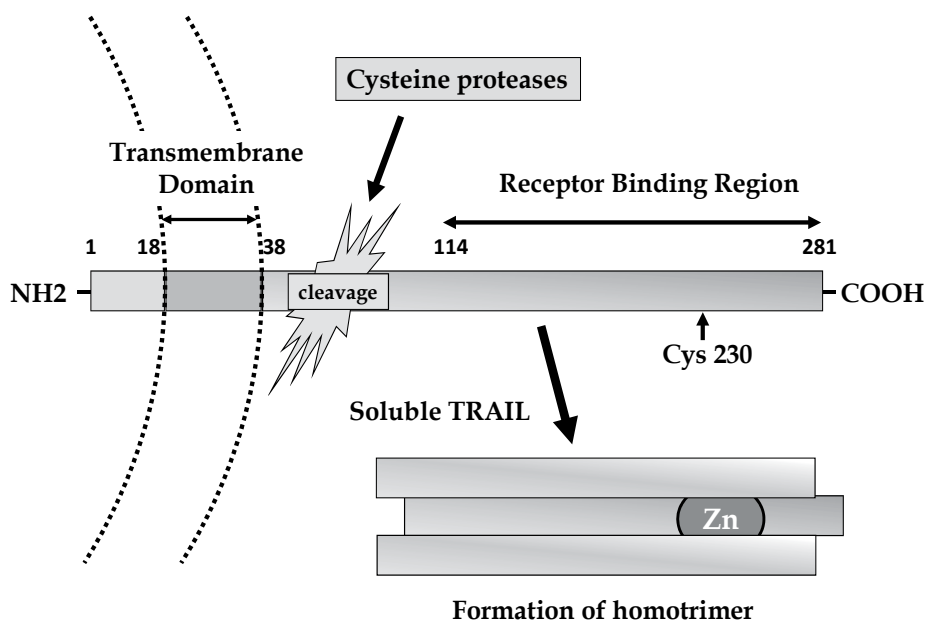 Cysteine proteases
Transmembrane
Domain
Receptor Binding Region
1 18 38 114 281
NH2 cleavage COOH
Cys 230
Soluble TRAIL
Zn
Formation of homotrimer